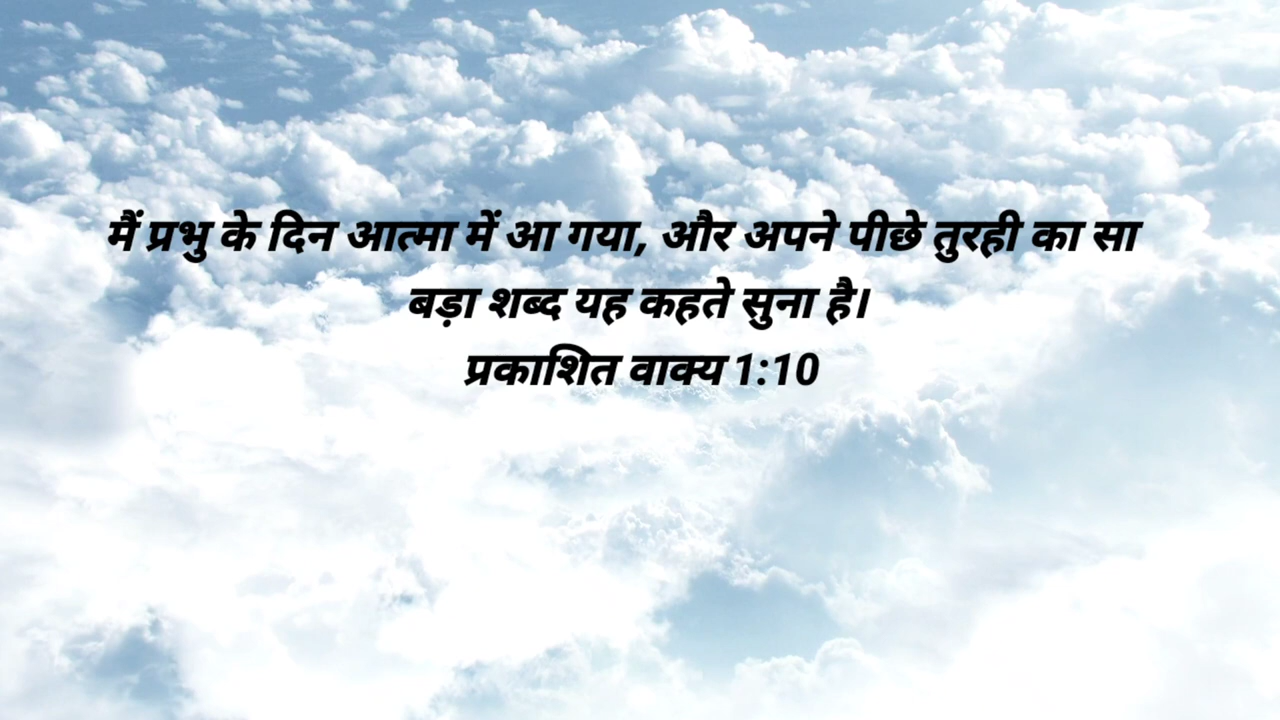 मैं प्रभु के दिन आत्मा में आ गया, और अपने पीछे तुरही का सा
बड़ा शब्द यह कहते सुना है।
प्रकाशित वाक्य 1:10